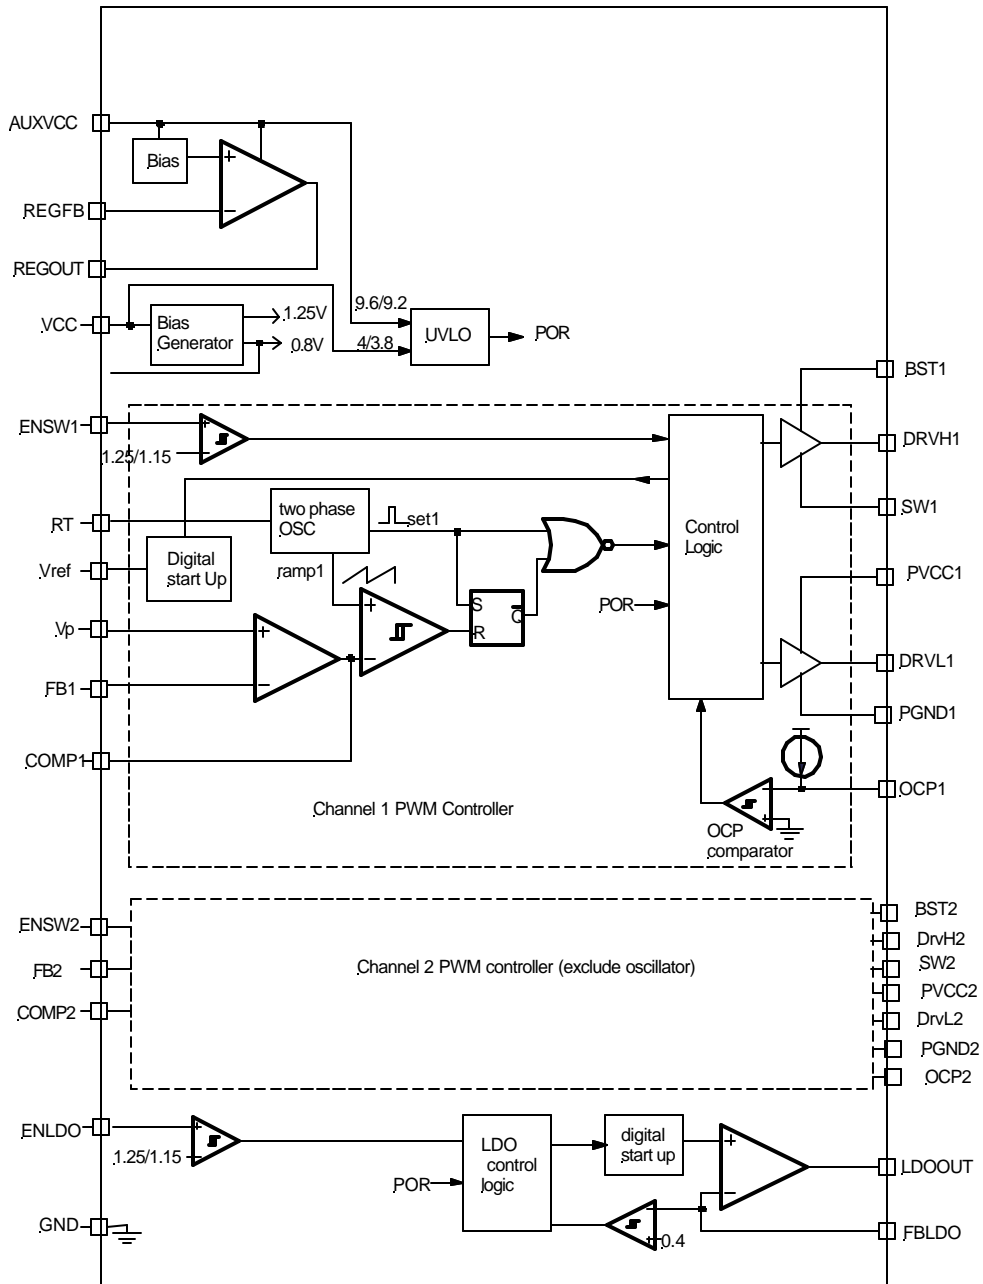 AUXVCC
Bias
+
−
REGFB
REGOUT
VCC
Bias
Generator
1.25V
0.8V
9.6/9.2
4/3.8
UVLO
POR
BST1
ENSW1
+
1.25/1.15
−
DRVH1
SW1
RT
two phase
OSC
set1
Control
Logic
Vref
Digital
start Up
ramp1
PVCC1
POR
Vp
+
−
+
−
S
R
Q
FB1
DRVL1
PGND1
COMP1
OCP1
−
+
OCP
comparator
Channel 1 PWM Controller
ENSW2
FB2
COMP2
Channel 2 PWM controller (exclude oscillator)
BST2
DrvH2
SW2
PVCC2
DrvL2
PGND2
OCP2
ENLDO
+
1.25/1.15
−
LDO
control
logic
POR
digital
start up
+
−
LDOOUT
−
+
0.4
FBLDO
GND